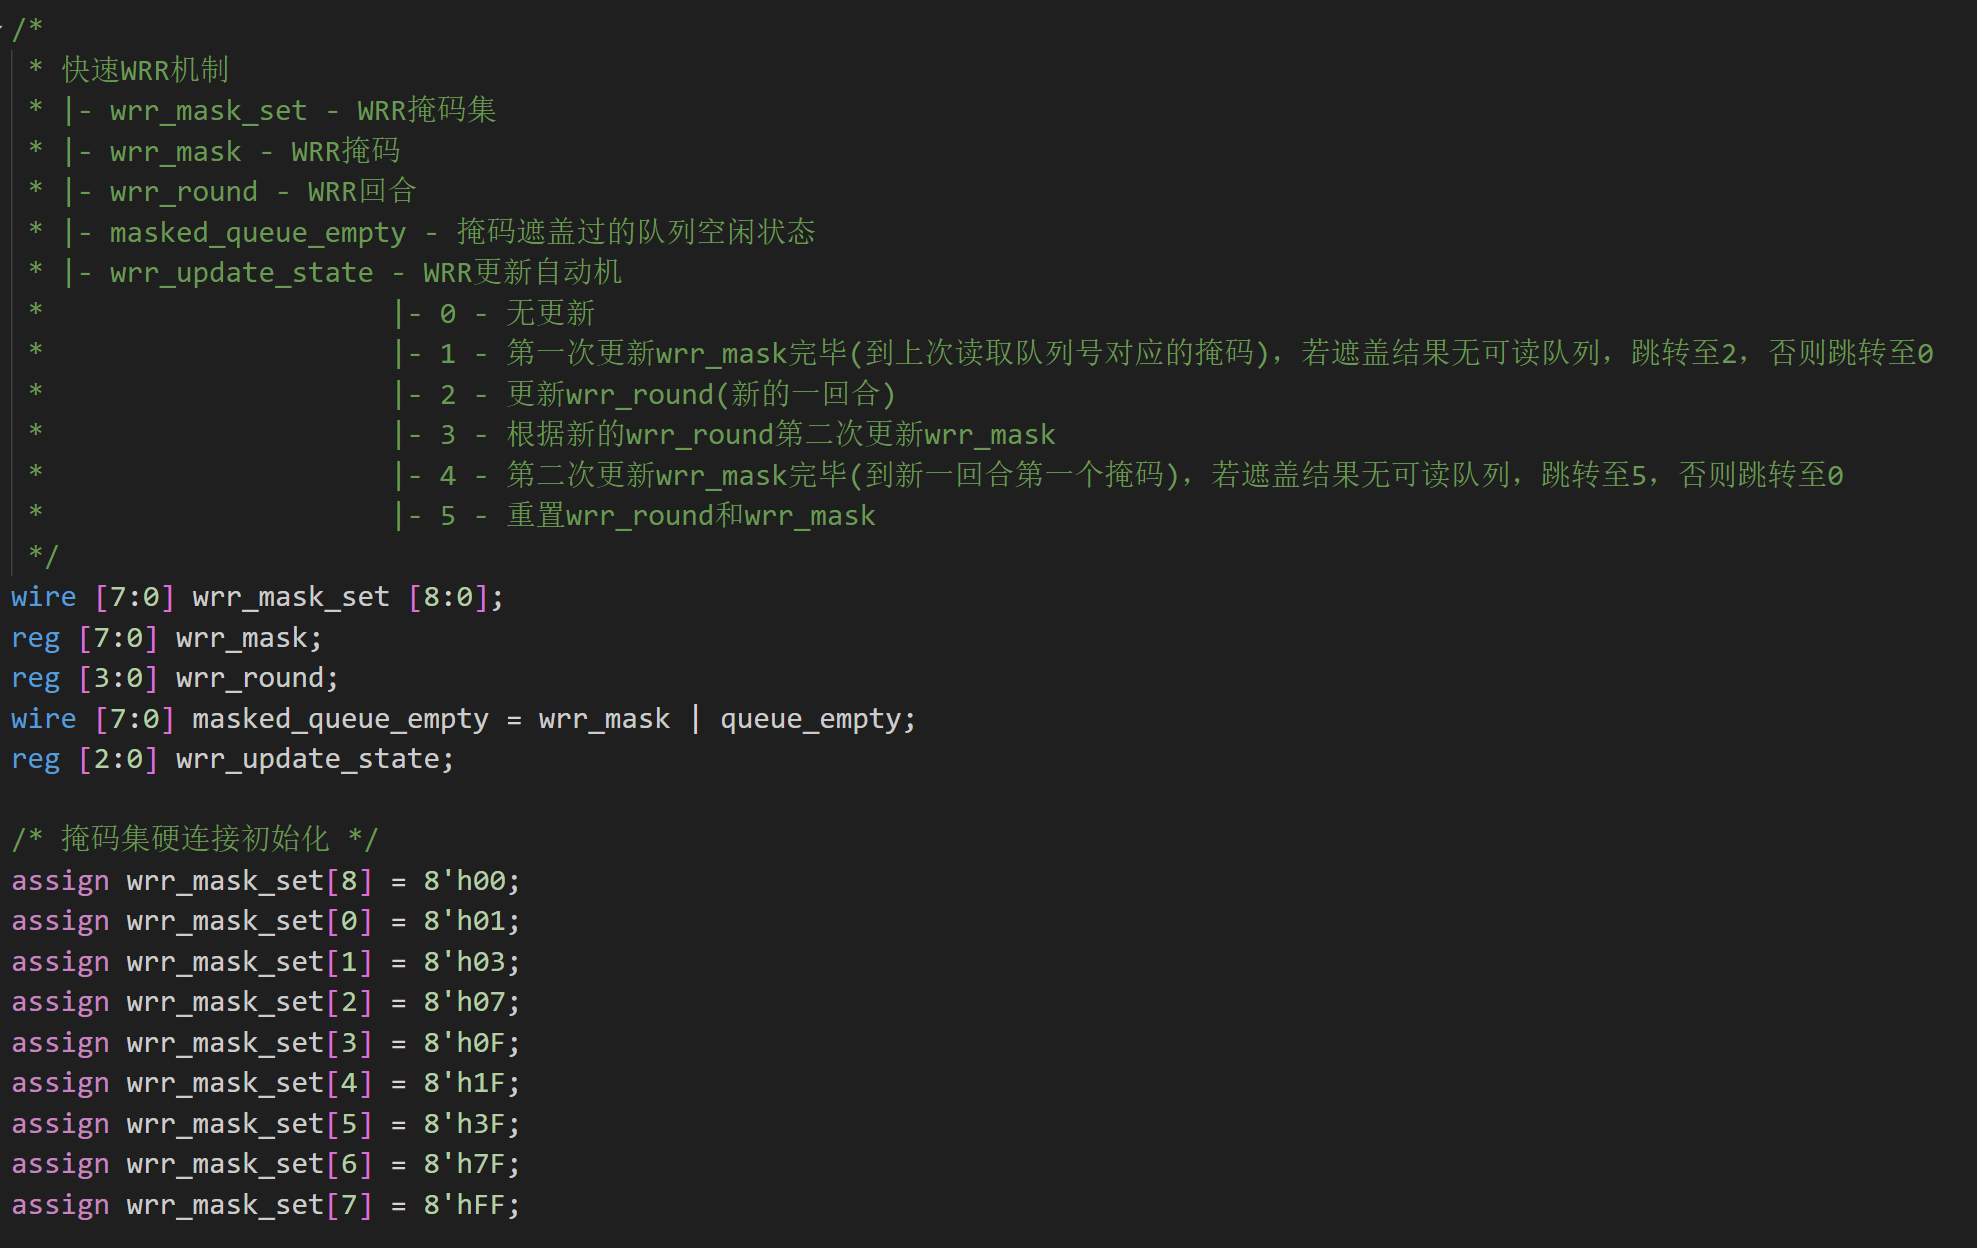 /*
 * 快速WRR机制
 * |- wrr_mask_set - WRR掩码集
 * |- wrr_mask - WRR掩码
 * |- wrr_round - WRR回合
 * |- masked_queue_empty - 掩码遮盖过的队列空闲状态
 * |- wrr_update_state - WRR更新自动机
 *                     |- 0 - 无更新
 *                     |- 1 - 第一次更新wrr_mask完毕(到上次读取队列号对应的掩码)，若遮盖结果无可读队列，跳转至2，否则跳转至0
 *                     |- 2 - 更新wrr_round(新的一回合)
 *                     |- 3 - 根据新的wrr_round第二次更新wrr_mask
 *                     |- 4 - 第二次更新wrr_mask完毕(到新一回合第一个掩码)，若遮盖结果无可读队列，跳转至5，否则跳转至0
 *                     |- 5 - 重置wrr_round和wrr_mask
 */
wire [7:0] wrr_mask_set [8:0];
reg [7:0] wrr_mask;
reg [3:0] wrr_round;
wire [7:0] masked_queue_empty = wrr_mask | queue_empty;
reg [2:0] wrr_update_state;

/* 掩码集硬连接初始化 */
assign wrr_mask_set[8] = 8'h00;
assign wrr_mask_set[0] = 8'h01;
assign wrr_mask_set[1] = 8'h03;
assign wrr_mask_set[2] = 8'h07;
assign wrr_mask_set[3] = 8'h0F;
assign wrr_mask_set[4] = 8'h1F;
assign wrr_mask_set[5] = 8'h3F;
assign wrr_mask_set[6] = 8'h7F;
assign wrr_mask_set[7] = 8'hFF;